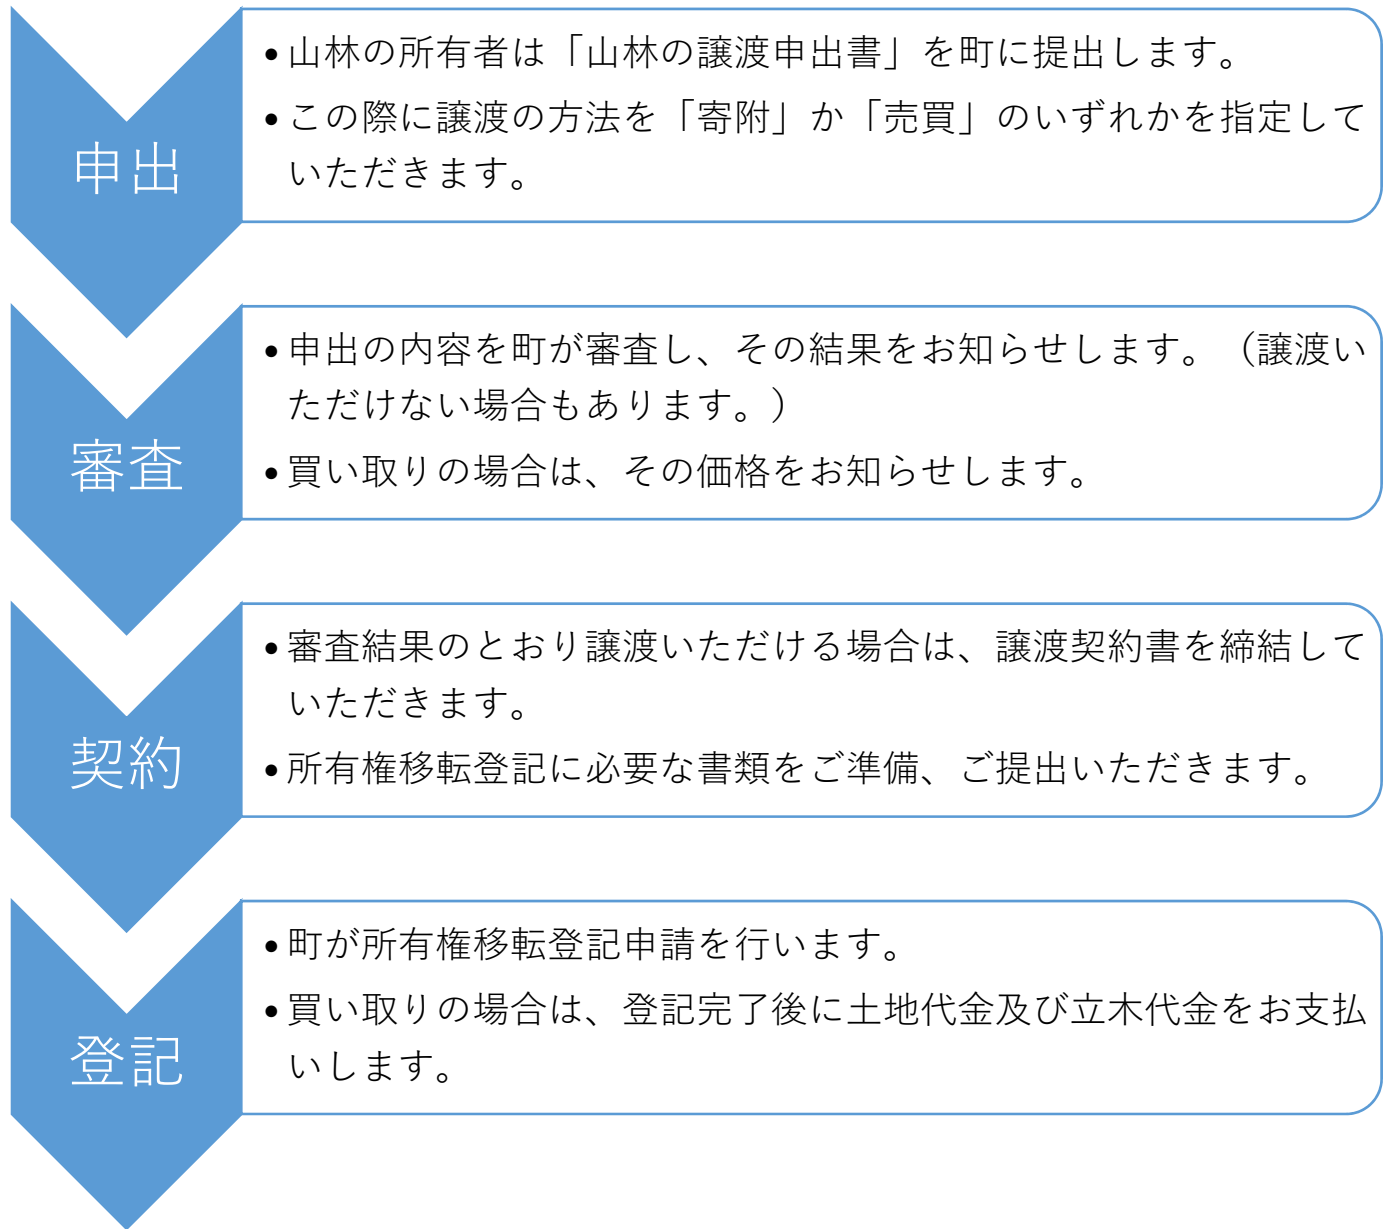 申出
•山林の所有者は「山林の譲渡申出書」を町に提出します。
•この際に譲渡の方法を「寄附」か「売買」のいずれかを指定して
いただきます。
審査
•申出の内容を町が審査し、その結果をお知らせします。（譲渡い
ただけない場合もあります。）
•買い取りの場合は、その価格をお知らせします。
契約
•審査結果のとおり譲渡いただける場合は、譲渡契約書を締結して
いただきます。
•所有権移転登記に必要な書類をご準備、ご提出いただきます。
登記
•町が所有権移転登記申請を行います。
•買い取りの場合は、登記完了後に土地代金及び立木代金をお支払
いします。